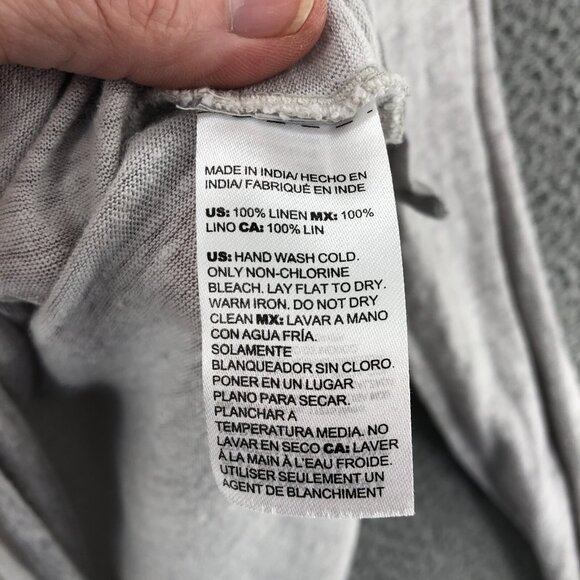 MADE IN INDIA/ HECHO EN
INDIA/ FABRIQUÉ EN INDE
US: 100% LINEN MX: 100%
LINO CA: 100% LIN
US: HAND WASH COLD.
ONLY NON-CHLORINE
BLEACH. LAY FLAT TO DRY.
WARM IRON. DO NOT DRY
CLEAN MX: LAVAR A MANO
CON AGUA FRÍA.
SOLAMENTE
BLANQUEADOR SIN CLORO.
PONER EN UN LUGAR
PLANO PARA SECAR.
PLANCHAR A
TEMPERATURA MEDIA. NO
LAVAR EN SECO CA: LAVER
À LA MAIN À L'EAU FROIDE.
UTILISER SEULEMENT UN
AGENT DE BLANCHIMENT